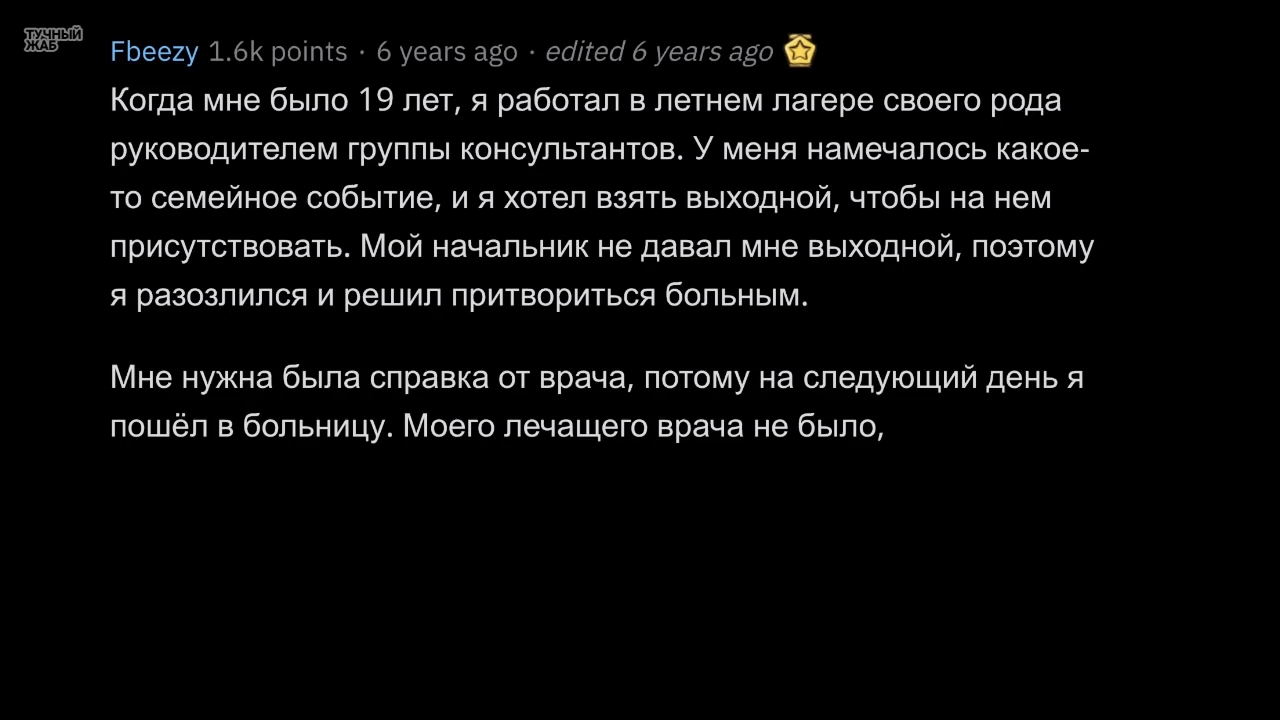 ТУЧНЫЙ
ЖАБ
Fbeezy 1.6k points · 6 years ago · edited 6 years ago
Когда мне было 19 лет, я работал в летнем лагере своего рода
руководителем группы консультантов. У меня намечалось какое-
то семейное событие, и я хотел взять выходной, чтобы на нем
присутствовать. Мой начальник не давал мне выходной, поэтому
я разозлился и решил притвориться больным.
Мне нужна была справка от врача, потому на следующий день я
пошёл в больницу. Моего лечащего врача не было,